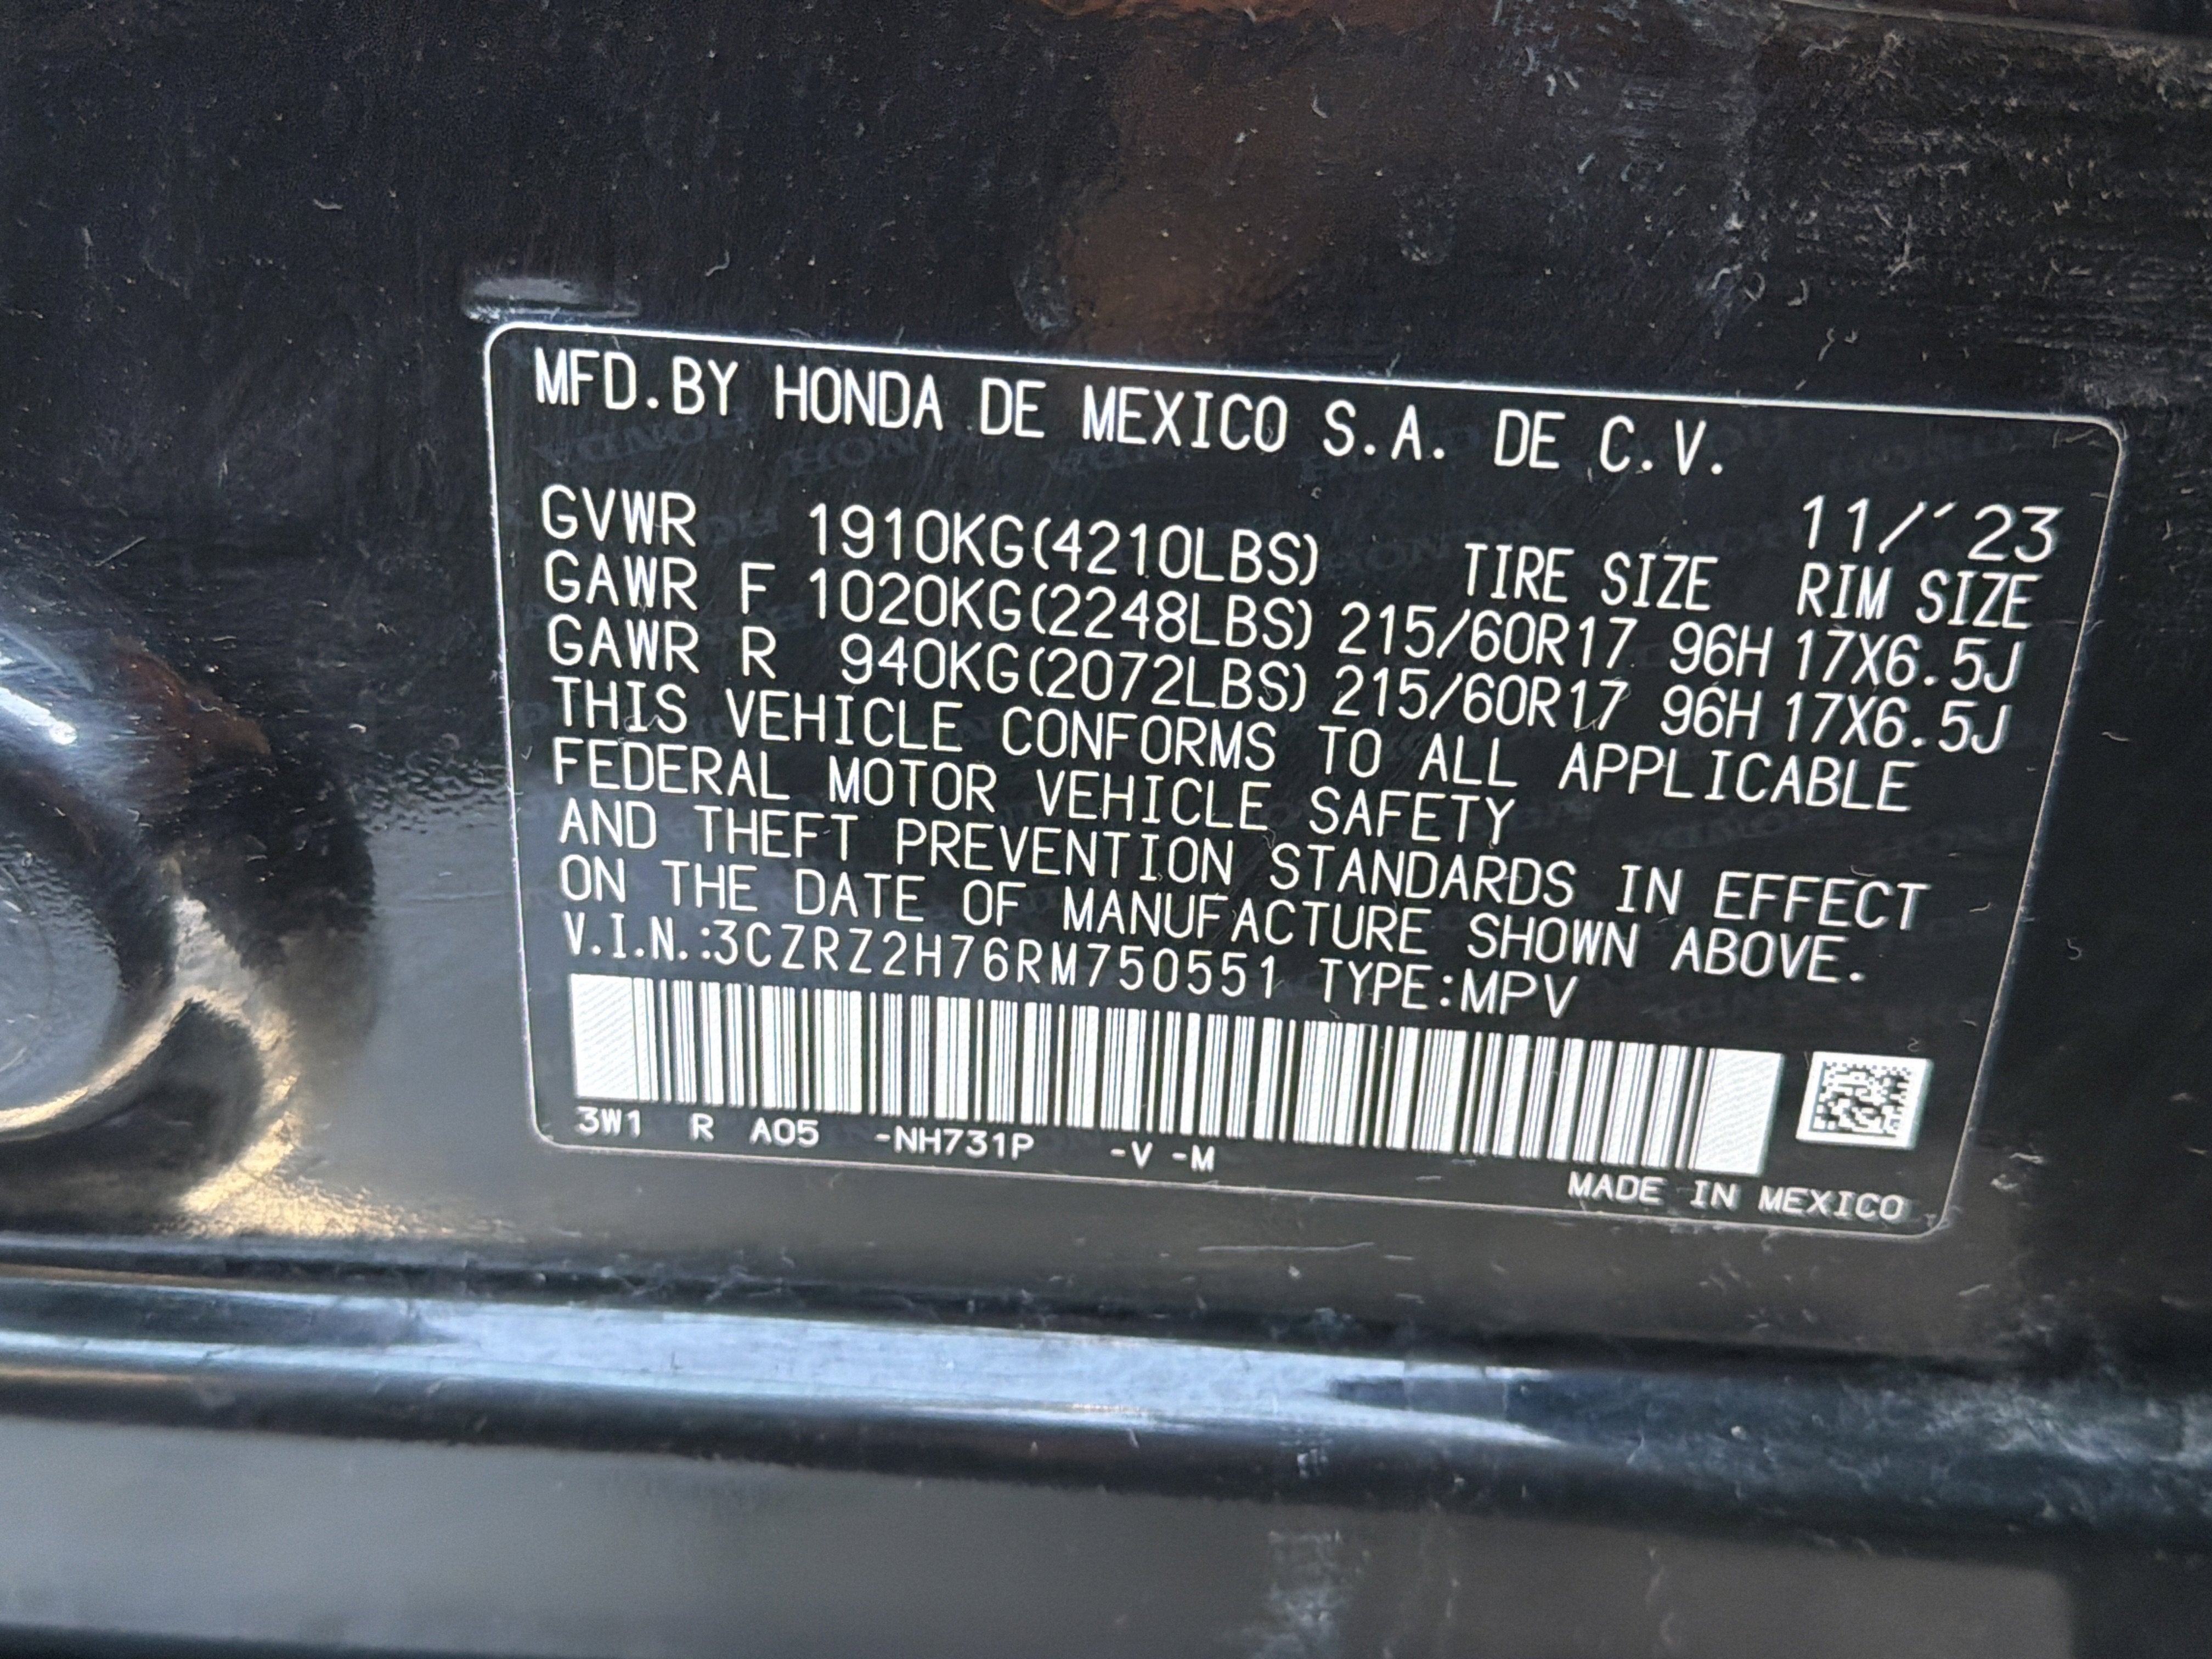 MFD.BY HONDA DE MEXICO S.A. DE C.V.
11/´23
GVWR 1910KG(4210LBS) TIRE SIZE RIM SIZE
GAWR F 1020KG(2248LBS) 215/60R17 96H 17X6.5J
GAWR R 940KG(2072LBS) 215/60R17 96H 17X6.5J
THIS VEHICLE CONFORMS TO ALL APPLICABLE
FEDERAL MOTOR VEHICLE SAFETY
AND THEFT PREVENTION STANDARDS IN EFFECT
ON THE DATE OF MANUFACTURE SHOWN ABOVE.
V.I.N.:3CZRZ2H76RM750551 TYPE:MPV
3W1 R A05 -NH731P -V -M
MADE IN MEXICO